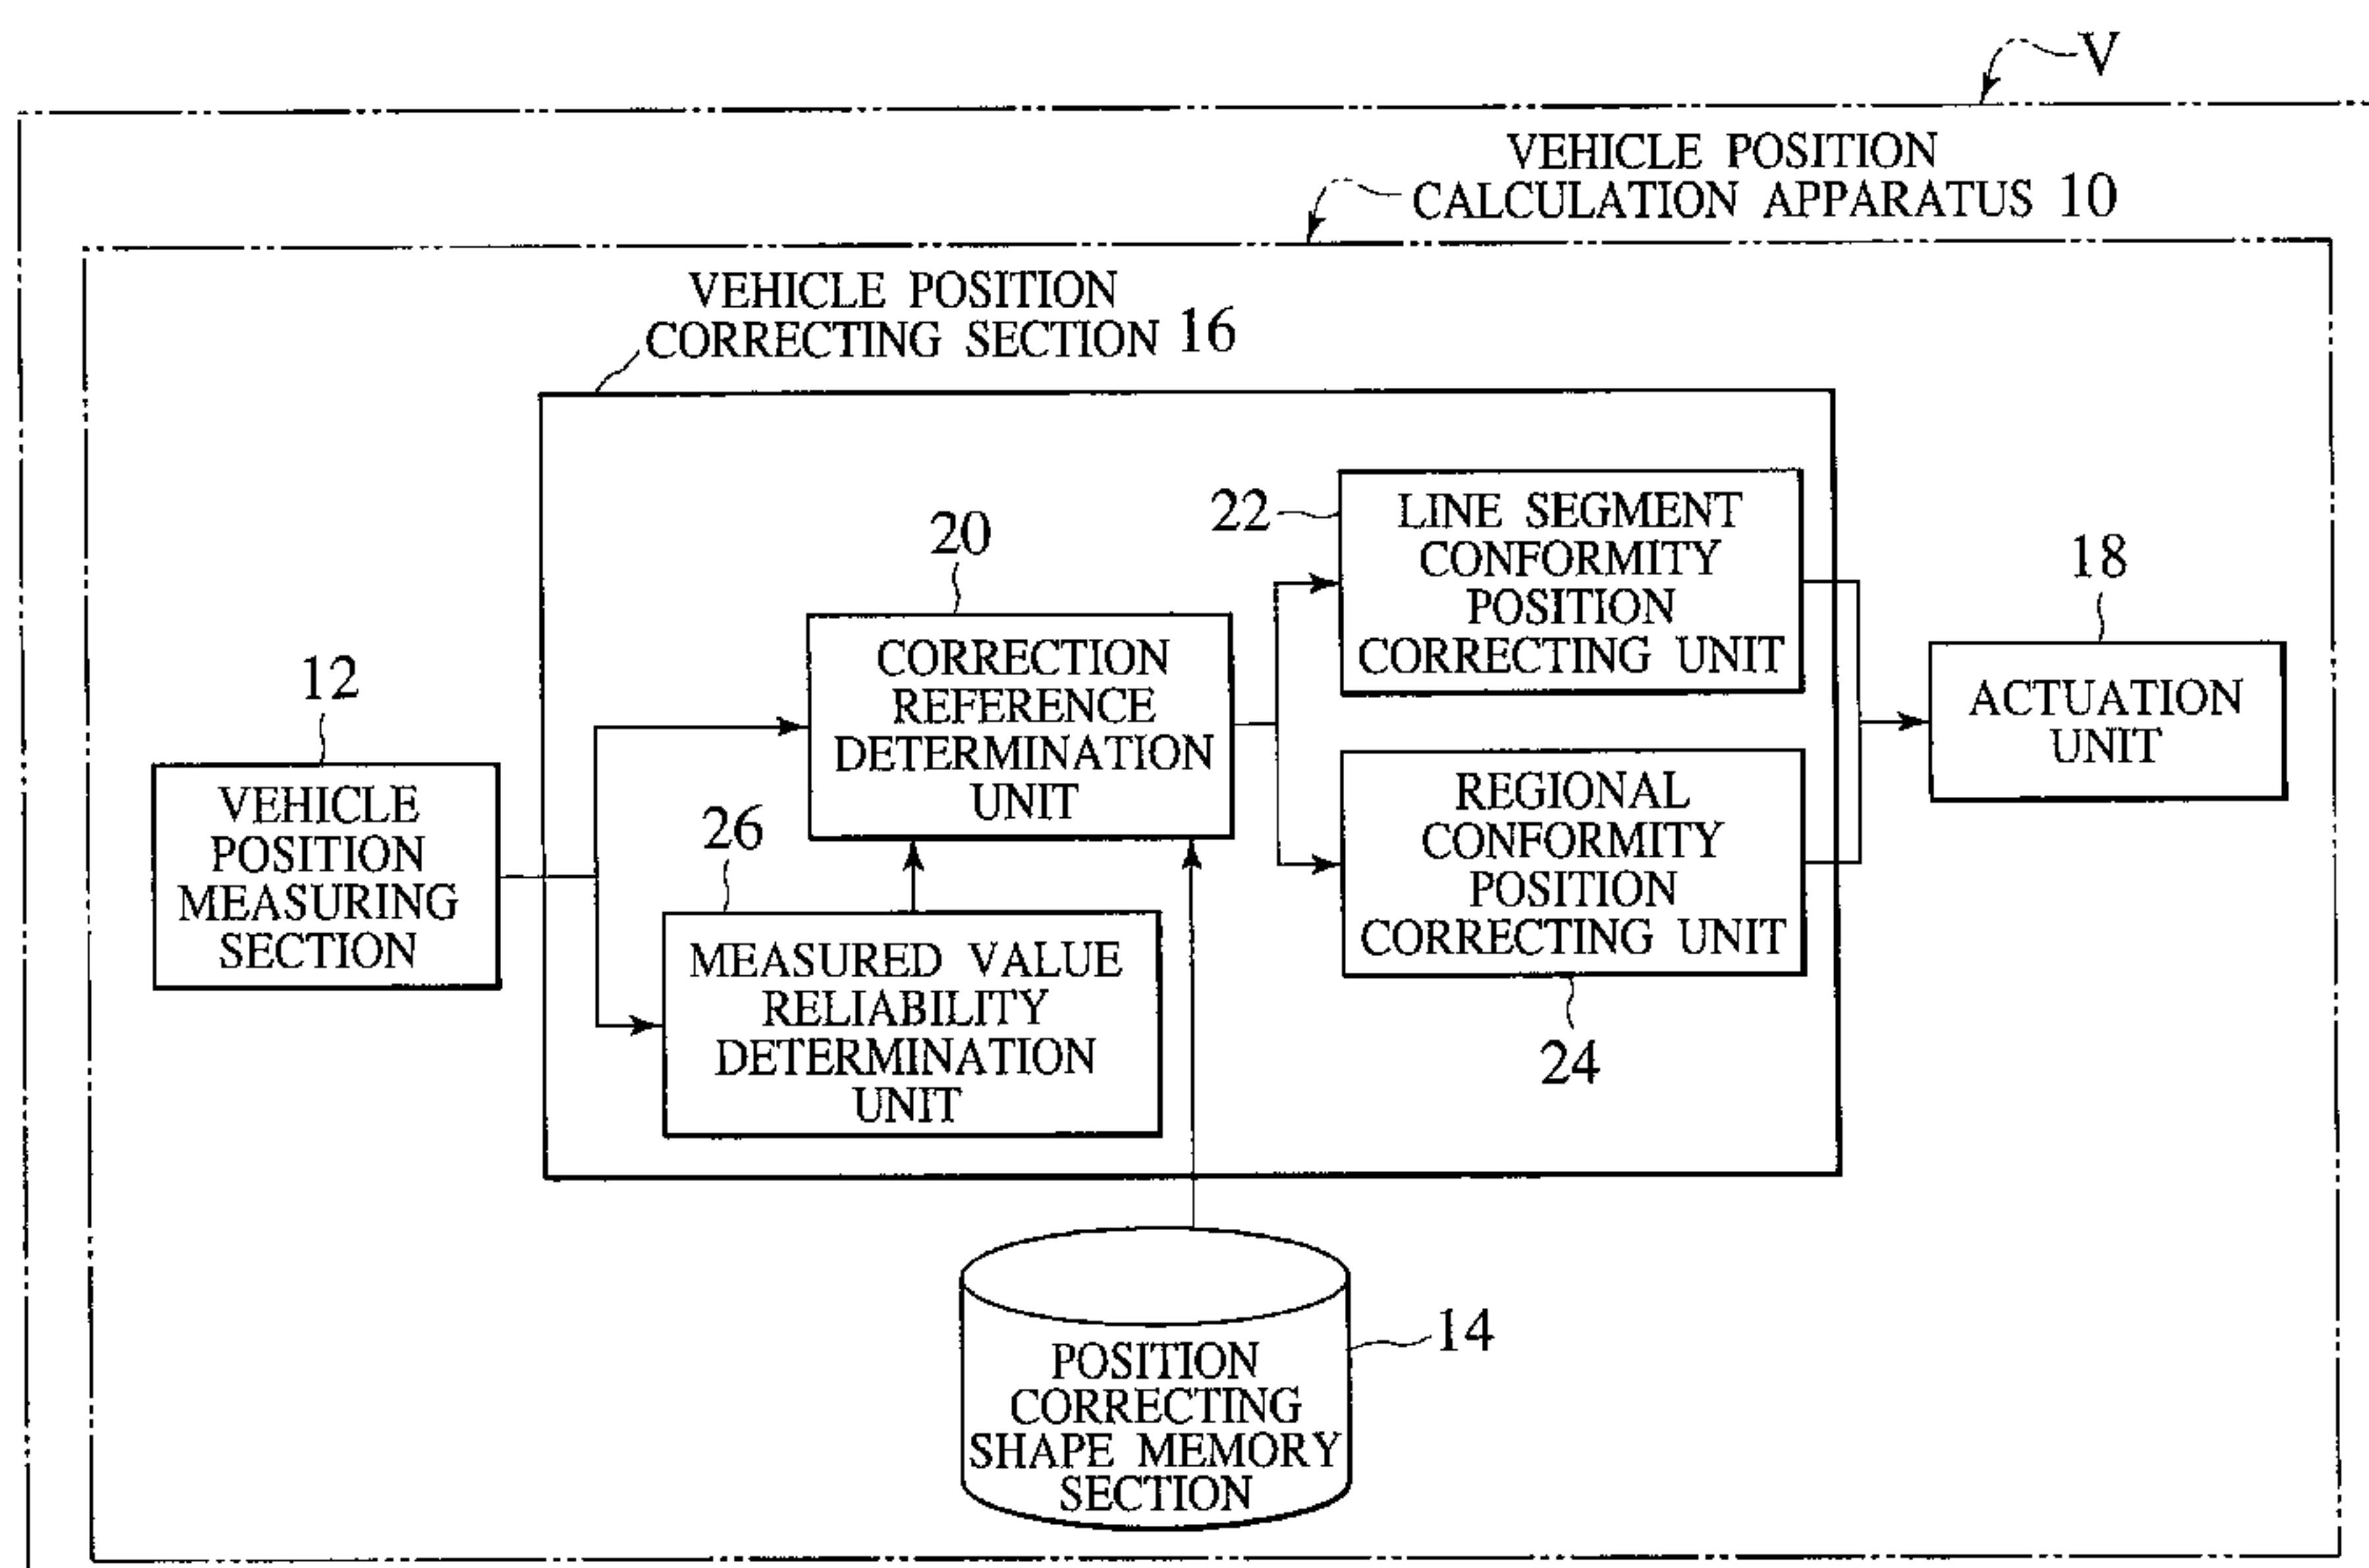 V
VEHICLE POSITION
CALCULATION APPARATUS 10
VEHICLE POSITION
CORRECTING SECTION 16
22
LINE SEGMENT
CONFORMITY
POSITION
CORRECTING UNIT
20
CORRECTION
REFERENCE
DETERMINATION
UNIT
18
ACTUATION
UNIT
12
VEHICLE
POSITION
MEASURING
SECTION
REGIONAL
CONFORMITY
POSITION
CORRECTING UNIT
24
26
MEASURED VALUE
RELIABILITY
DETERMINATION
UNIT
14
POSITION
CORRECTING
SHAPE MEMORY
SECTION